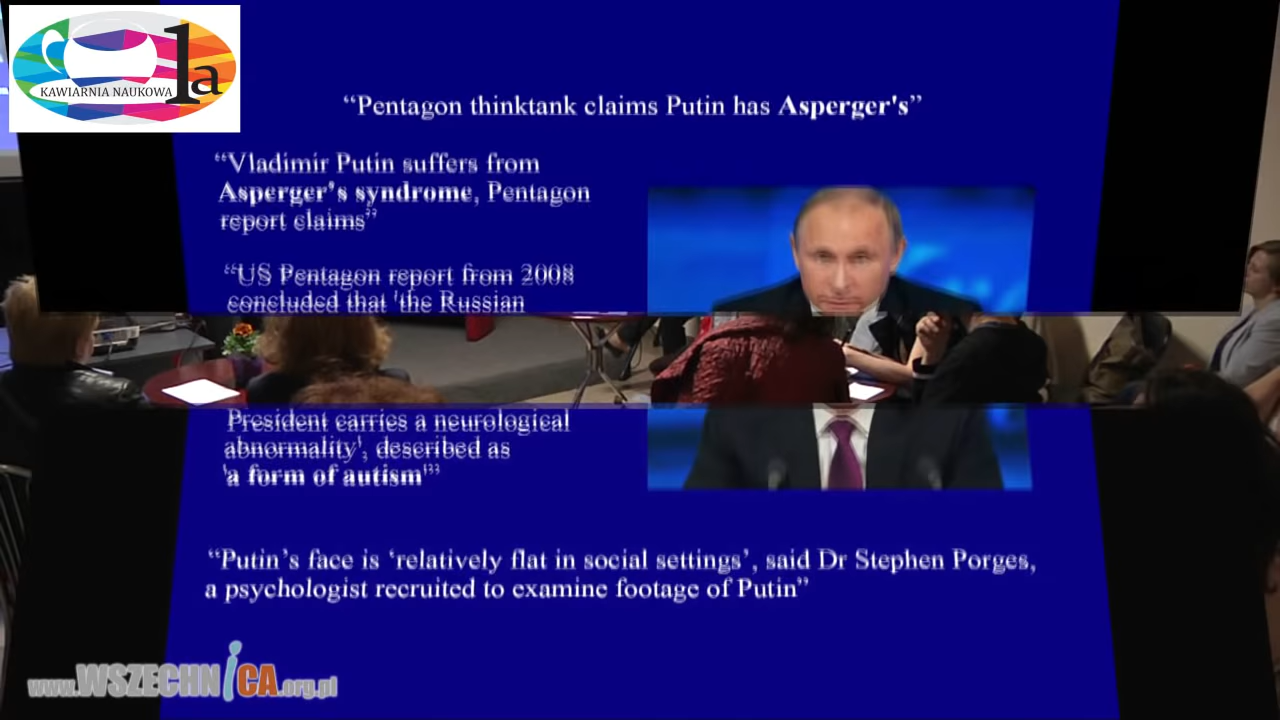 KAWIARNIA NAUKOWA 1a
“Pentagon thinktank claims Putin has Asperger's”
“Vladimir Putin suffers from
Asperger's syndrome, Pentagon
report claims”
“US Pentagon report from 2008
concluded that 'the Russian
President carries a neurological
abnormality', described as
'a form of autism'”
“Putin’s face is ‘relatively flat in social settings’, said Dr Stephen Porges,
a psychologist recruited to examine footage of Putin”
www.WSZECHNiCA.org.pl